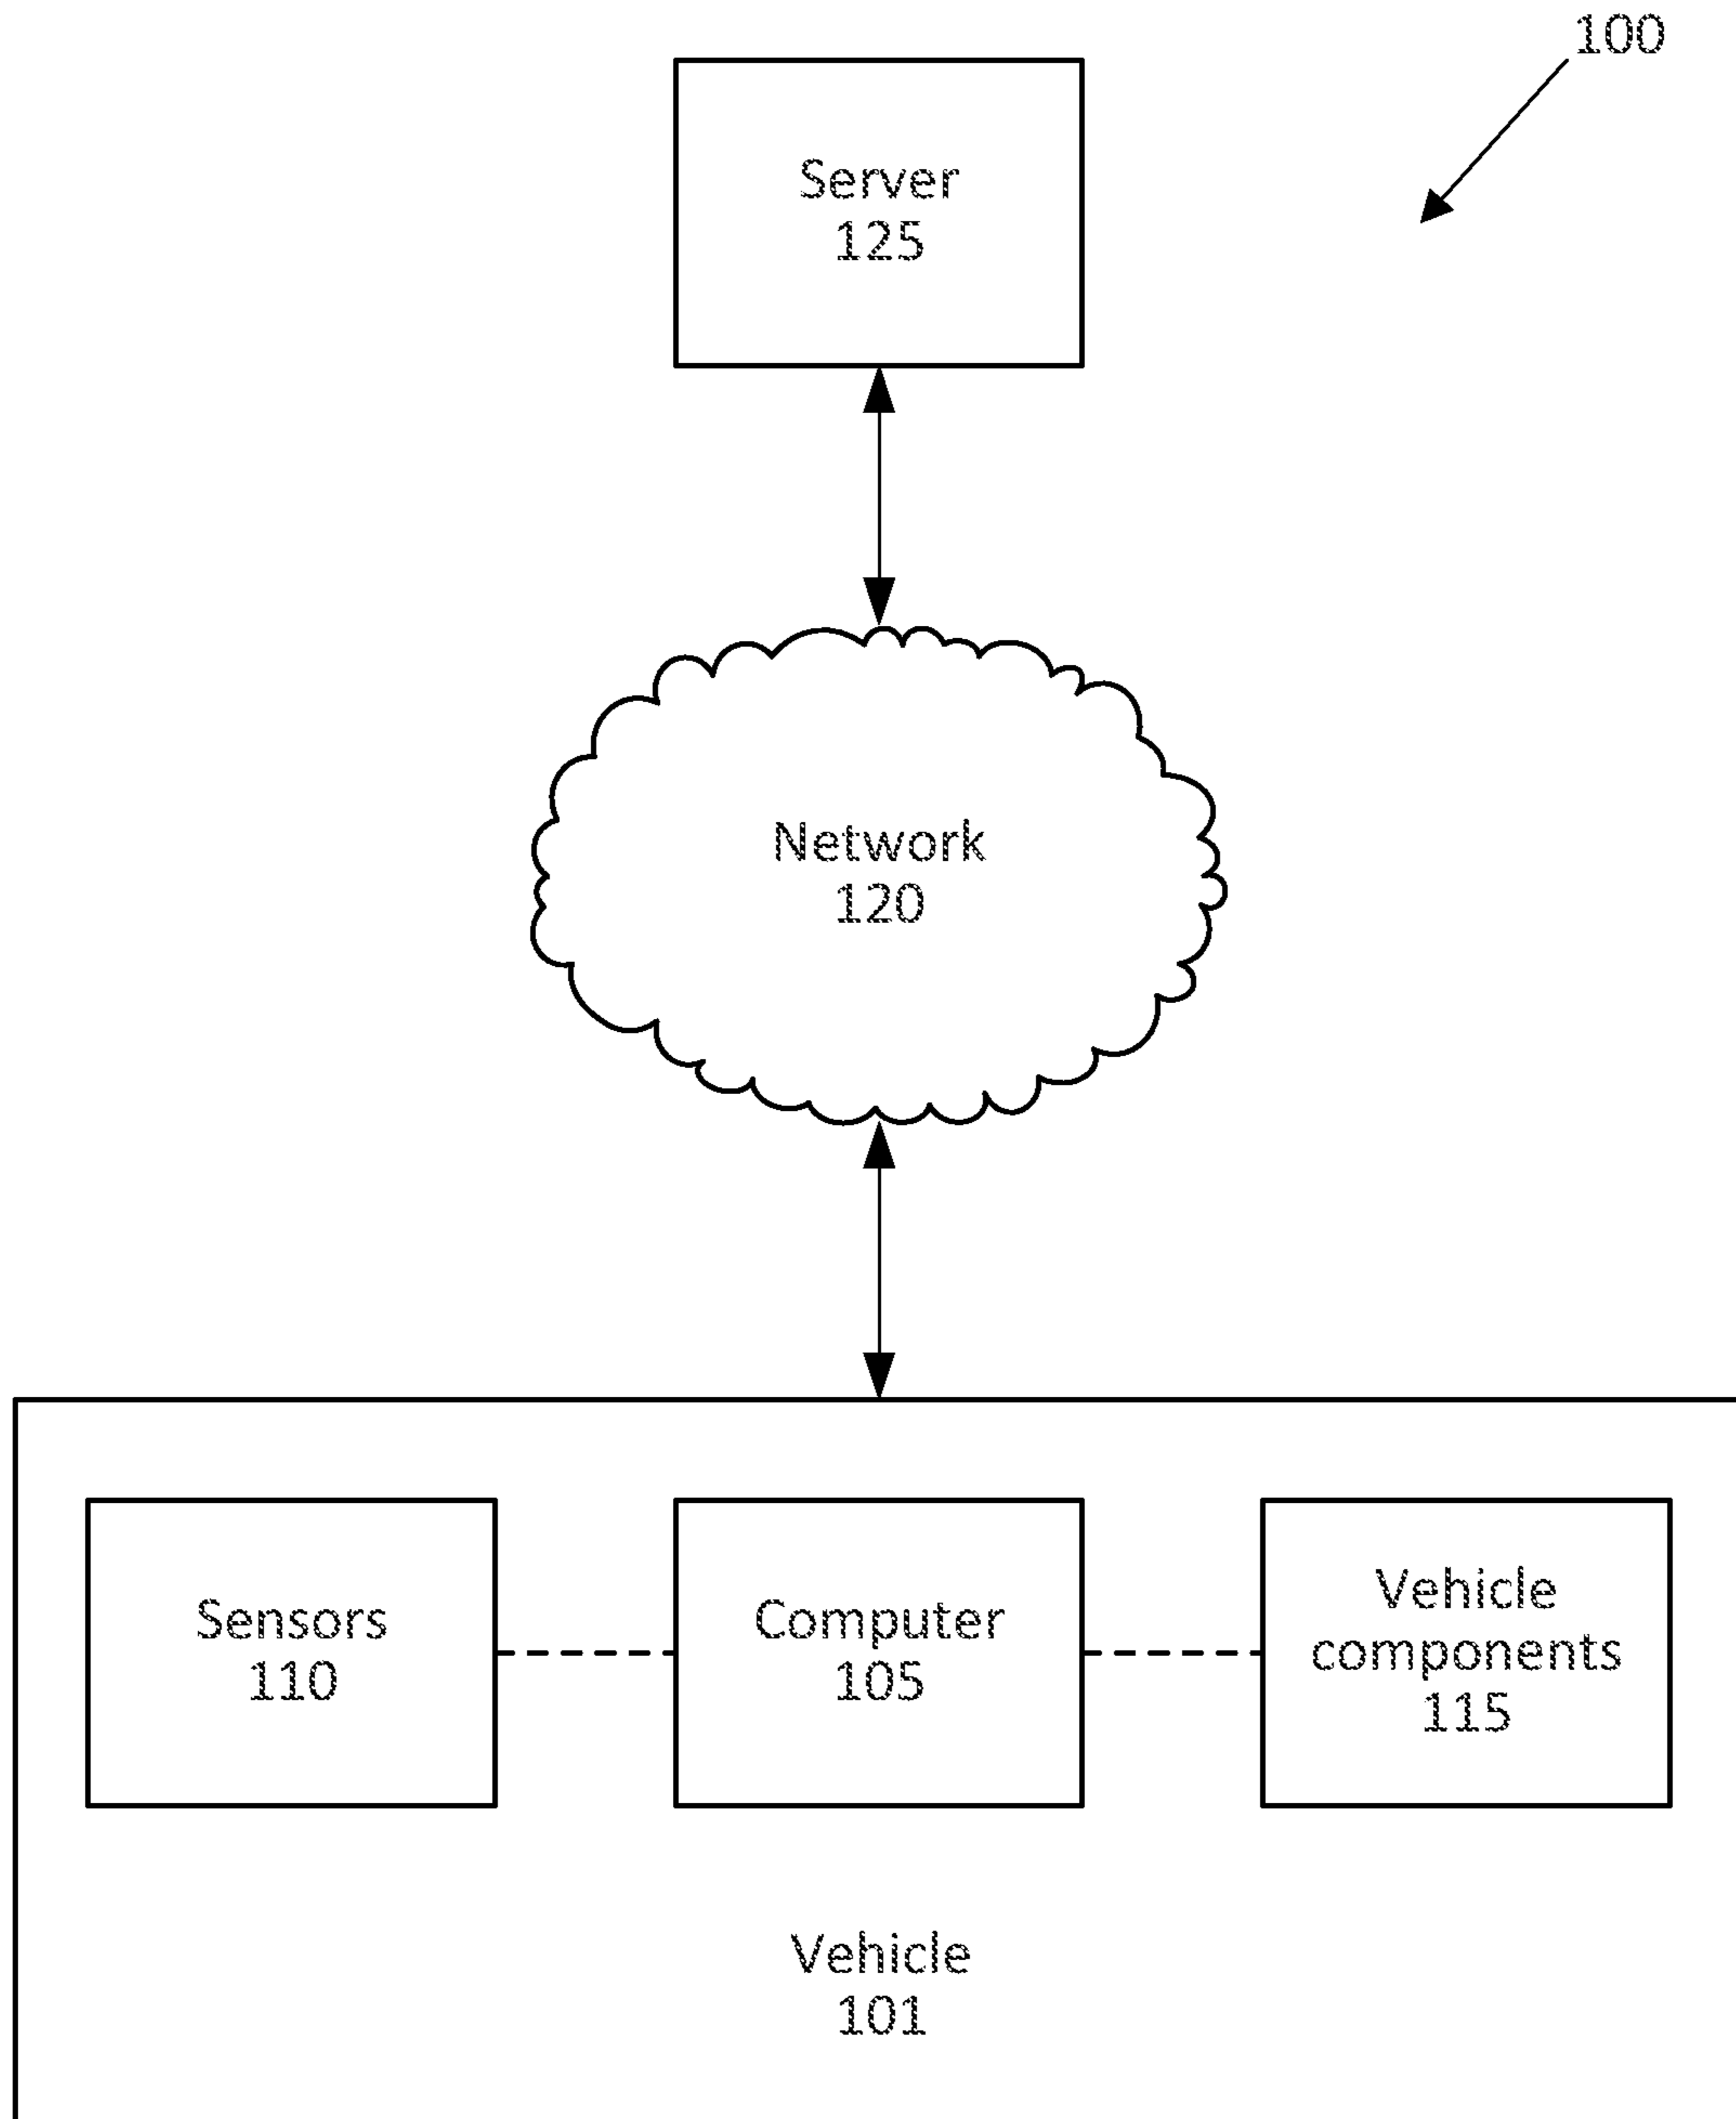 100
Server
125
Network
120
Sensors
110
Computer
105
Vehicle
components
115
Vehicle
101